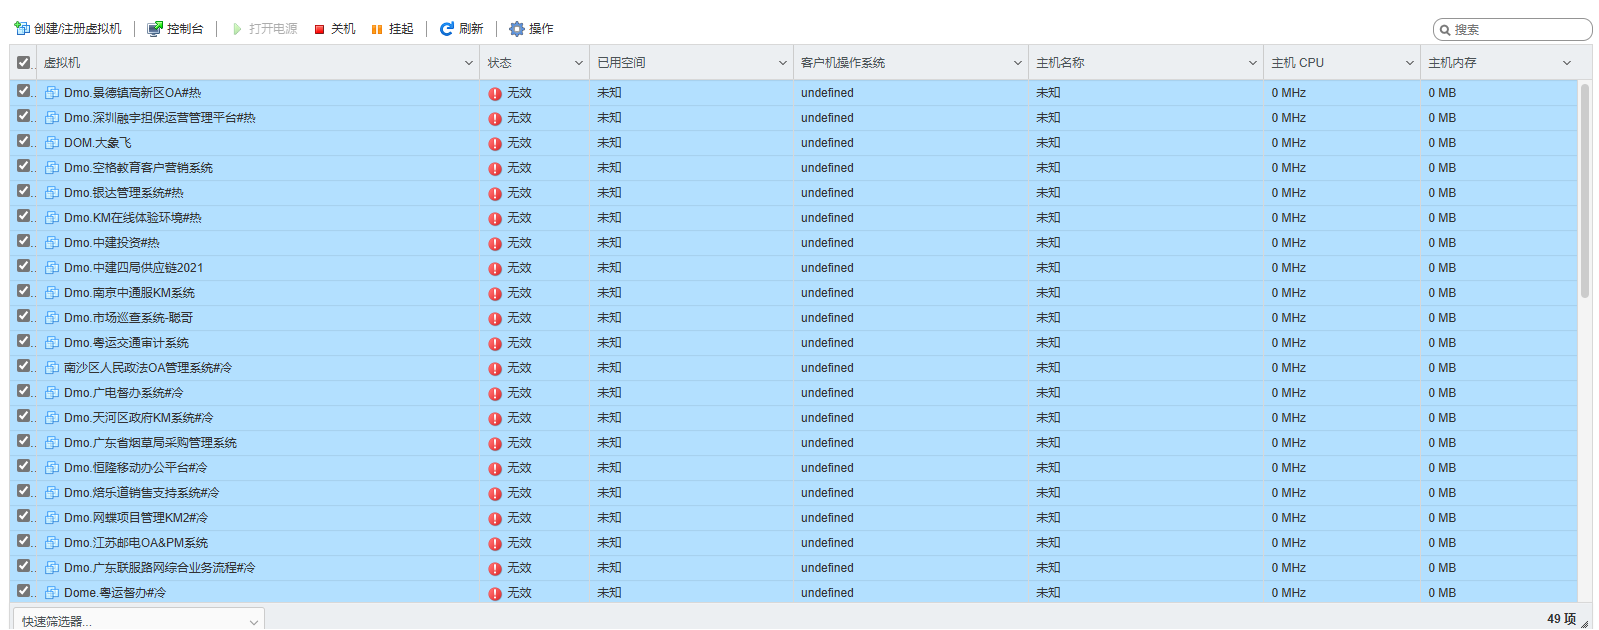 创建/注册虚拟机 控制台 打开电源 关机 挂起 刷新 操作 搜索
虚拟机 状态 已用空间 客户机操作系统 主机名称 主机 CPU 主机内存
Dmo.景德镇高新区OA#热 无效 未知 undefined 未知 0 MHz 0 MB
Dmo.深圳融宇担保运营管理平台#热 无效 未知 undefined 未知 0 MHz 0 MB
DOM.大象飞 无效 未知 undefined 未知 0 MHz 0 MB
Dmo.空格教育客户营销系统 无效 未知 undefined 未知 0 MHz 0 MB
Dmo.银达管理系统#热 无效 未知 undefined 未知 0 MHz 0 MB
Dmo.KM在线体验环境#热 无效 未知 undefined 未知 0 MHz 0 MB
Dmo.中建投资#热 无效 未知 undefined 未知 0 MHz 0 MB
Dmo.中建四局供应链2021 无效 未知 undefined 未知 0 MHz 0 MB
Dmo.南京中通服KM系统 无效 未知 undefined 未知 0 MHz 0 MB
Dmo.市场巡查系统-聪哥 无效 未知 undefined 未知 0 MHz 0 MB
Dmo.粤运交通审计系统 无效 未知 undefined 未知 0 MHz 0 MB
南沙区人民政法OA管理系统#冷 无效 未知 undefined 未知 0 MHz 0 MB
Dmo.广电督办系统#冷 无效 未知 undefined 未知 0 MHz 0 MB
Dmo.天河区政府KM系统#冷 无效 未知 undefined 未知 0 MHz 0 MB
Dmo.广东省烟草局采购管理系统 无效 未知 undefined 未知 0 MHz 0 MB
Dmo.恒隆移动办公平台#冷 无效 未知 undefined 未知 0 MHz 0 MB
Dmo.焙乐道销售支持系统#冷 无效 未知 undefined 未知 0 MHz 0 MB
Dmo.网蝶项目管理KM2#冷 无效 未知 undefined 未知 0 MHz 0 MB
Dmo.江苏邮电OA&PM系统 无效 未知 undefined 未知 0 MHz 0 MB
Dmo.广东联服路网综合业务流程#冷 无效 未知 undefined 未知 0 MHz 0 MB
Dome.粤运督办#冷 无效 未知 undefined 未知 0 MHz 0 MB
快速筛选器... 49 项